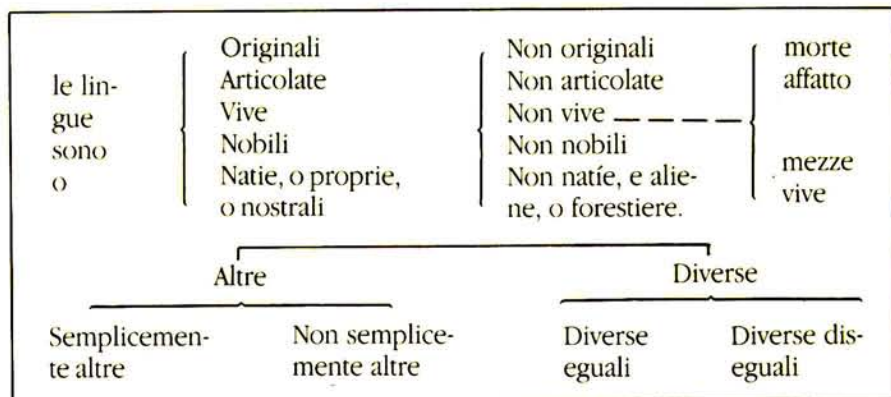 le lin-
gue
sono
o
Originali
Articolate
Vive
Nobili
Natie, o proprie,
o nostrali
Non originali
Non articolate
Non vive
Non nobili
Non natíe, e alie-
ne, o forestiere.
morte
affatto
mezze
vive
Altre
Diverse
Semplicemen-
te altre
Non semplice-
mente altre
Diverse
eguali
Diverse dis-
eguali